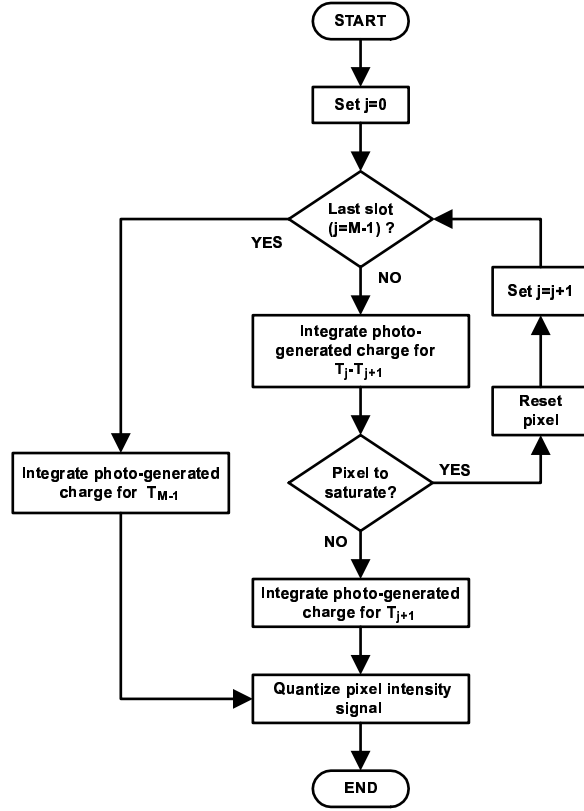 START
Set j=0
Last slot
(j=M-1) ?
YES
NO
Set j=j+1
Integrate photo-
generated charge for
Tj-Tj+1
Reset
pixel
Integrate photo-generated
charge for TM-1
Pixel to
saturate?
YES
NO
Integrate photo-generated
charge for Tj+1
Quantize pixel intensity
signal
END